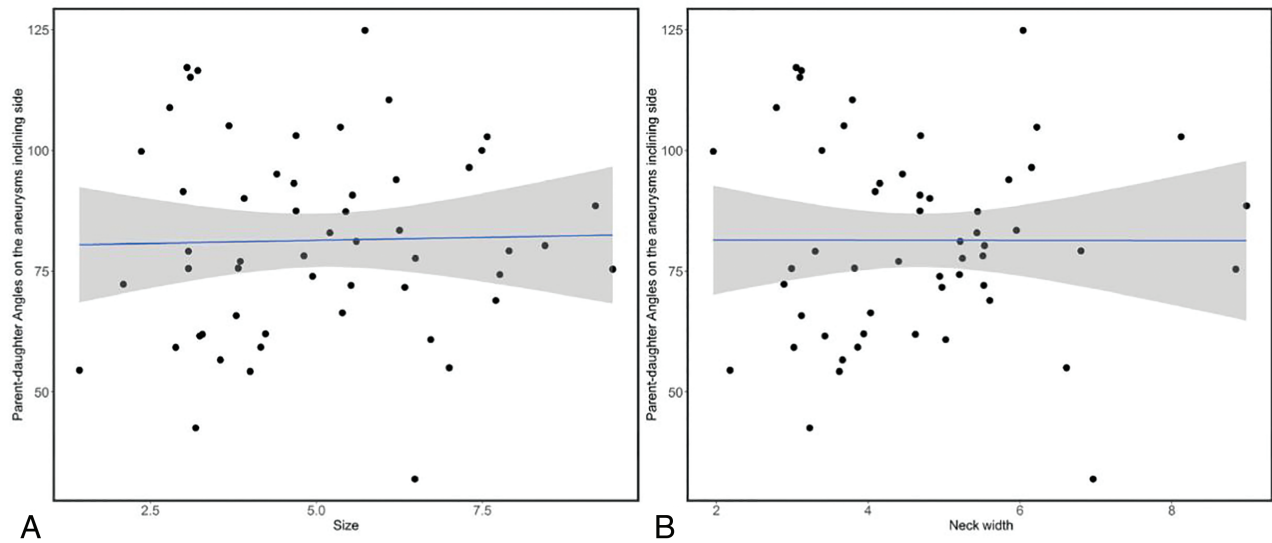 Parent-daughter Angles on the aneurysms inclining side
125
100
75
50
2.5 5.0 7.5
Size
A
Parent-daughter Angles on the aneurysms inclining side
125
100
75
50
2 4 6 8
Neck width
B